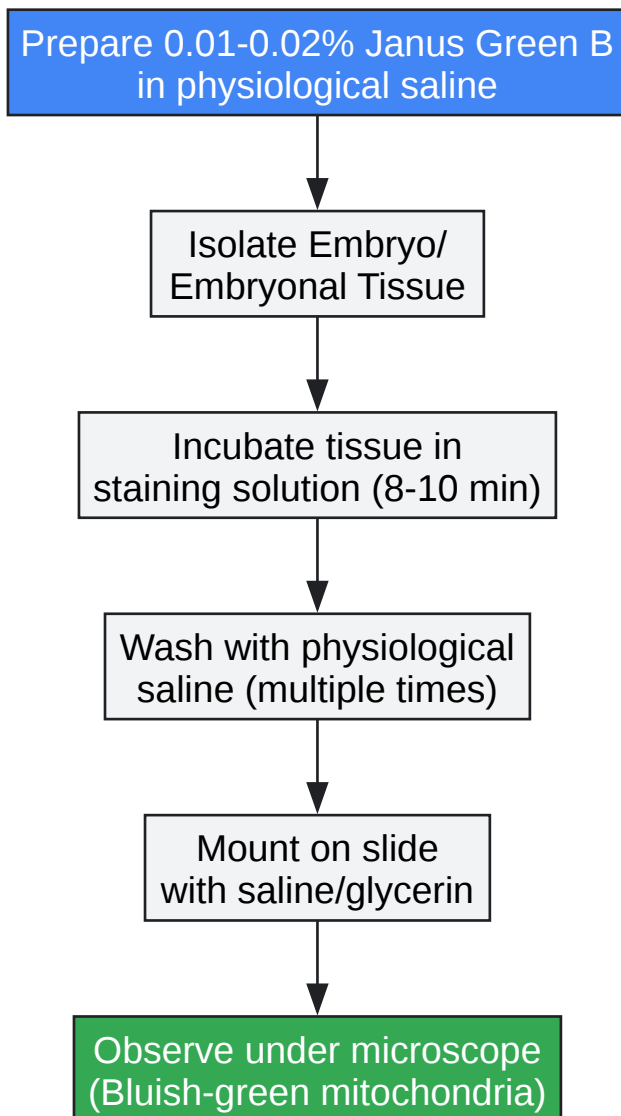 Prepare 0.01-0.02% Janus Green B
in physiological saline
Isolate Embryo/
Embryonal Tissue
Incubate tissue in
staining solution (8-10 min)
Wash with physiological
saline (multiple times)
Mount on slide
with saline/glycerin
Observe under microscope
(Bluish-green mitochondria)